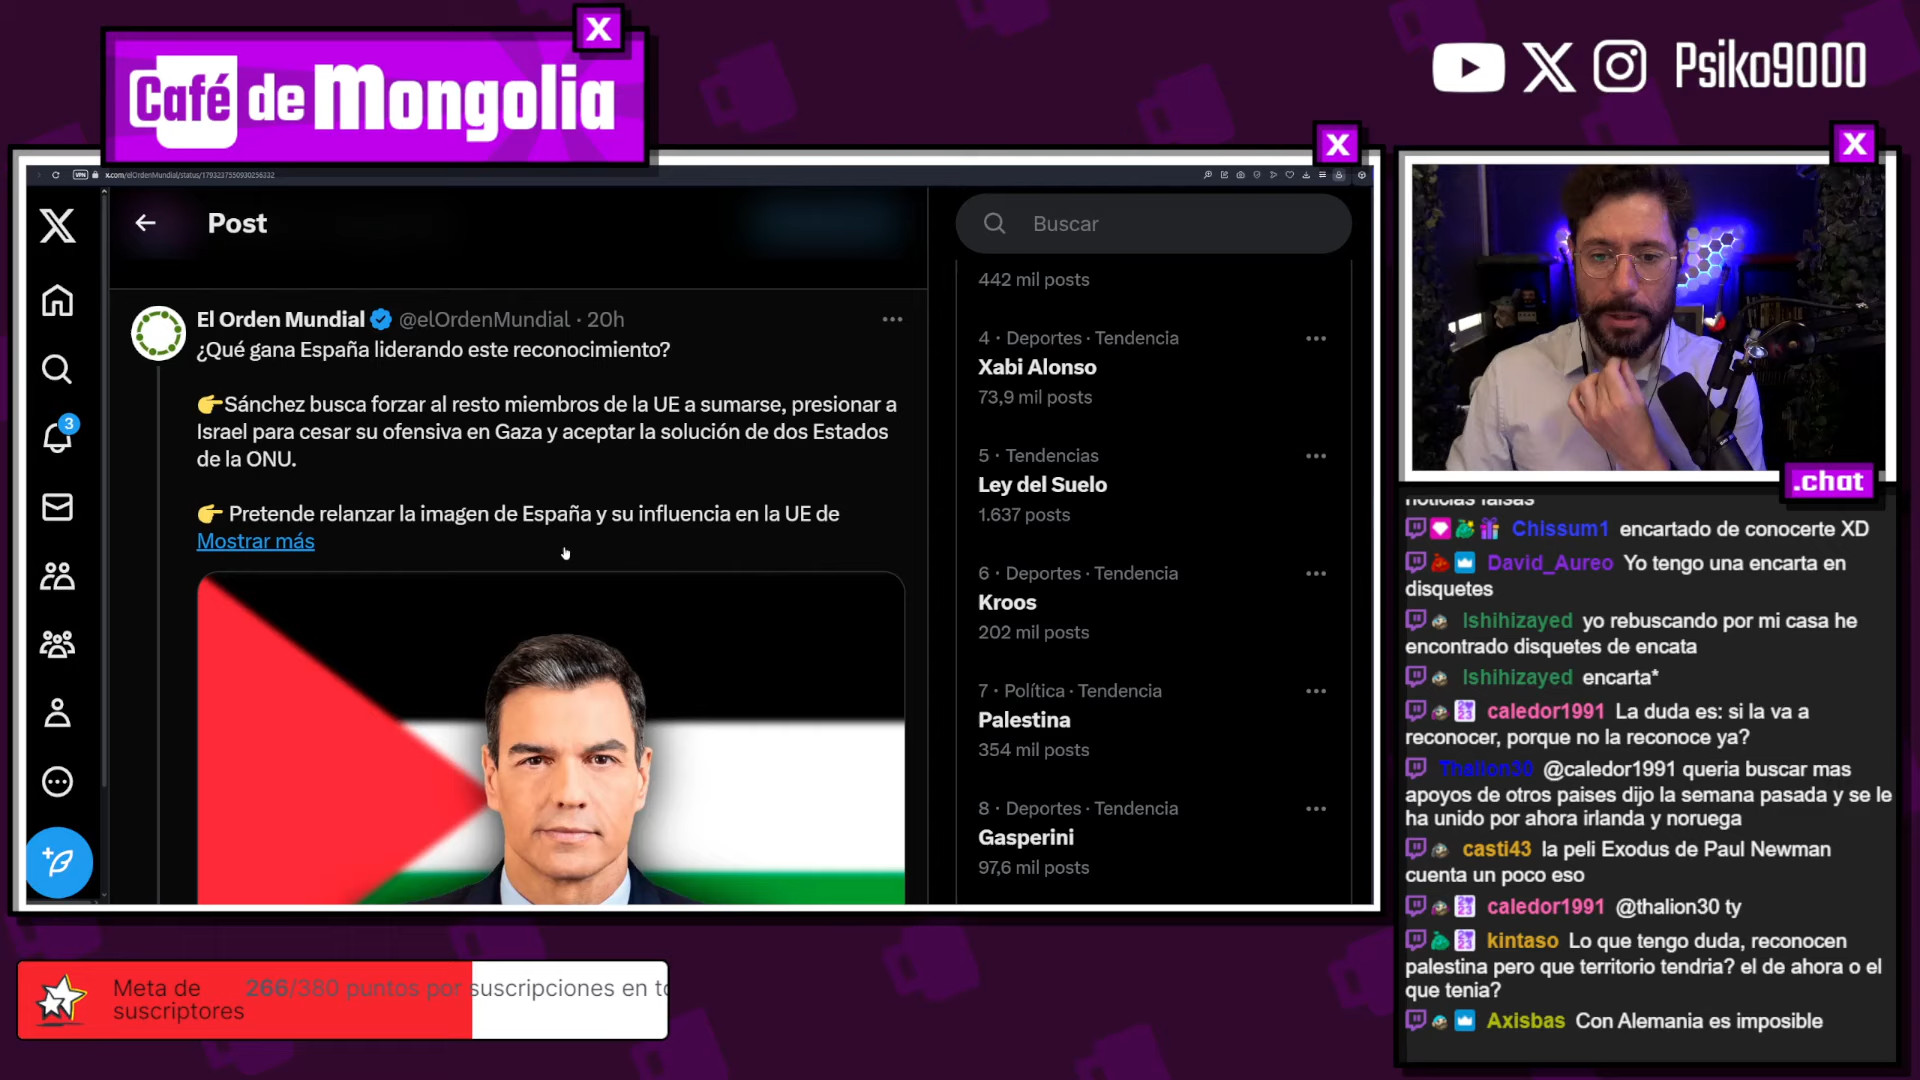 X
Café de Mongolia
Psiko9000
X
X
VPN
x.com/elOrdenMundial/status/1793237550930256332
Post
Buscar
442 mil posts
El Orden Mundial @elOrdenMundial · 20h
¿Qué gana España liderando este reconocimiento?
👉Sánchez busca forzar al resto miembros de la UE a sumarse, presionar a
Israel para cesar su ofensiva en Gaza y aceptar la solución de dos Estados
de la ONU.
👉 Pretende relanzar la imagen de España y su influencia en la UE de
Mostrar más
3
4 · Deportes · Tendencia
Xabi Alonso
73,9 mil posts
5 · Tendencias
Ley del Suelo
1.637 posts
6 · Deportes · Tendencia
Kroos
202 mil posts
7 · Política · Tendencia
Palestina
354 mil posts
8 · Deportes · Tendencia
Gasperini
97,6 mil posts
.chat
noticias falsas
Chissum1 encartado de conocerte XD
David_Aureo Yo tengo una encarta en
disquetes
Ishihizayed yo rebuscando por mi casa he
encontrado disquetes de encata
Ishihizayed encarta*
caledor1991 La duda es: si la va a
reconocer, porque no la reconoce ya?
Thalion30 @caledor1991 queria buscar mas
apoyos de otros paises dijo la semana pasada y se le
ha unido por ahora irlanda y noruega
casti43 la peli Exodus de Paul Newman
cuenta un poco eso
caledor1991 @thalion30 ty
kintaso Lo que tengo duda, reconocen
palestina pero que territorio tendria? el de ahora o el
que tenia?
Axisbas Con Alemania es imposible
Meta de
suscriptores
266/380 puntos por suscripciones en to